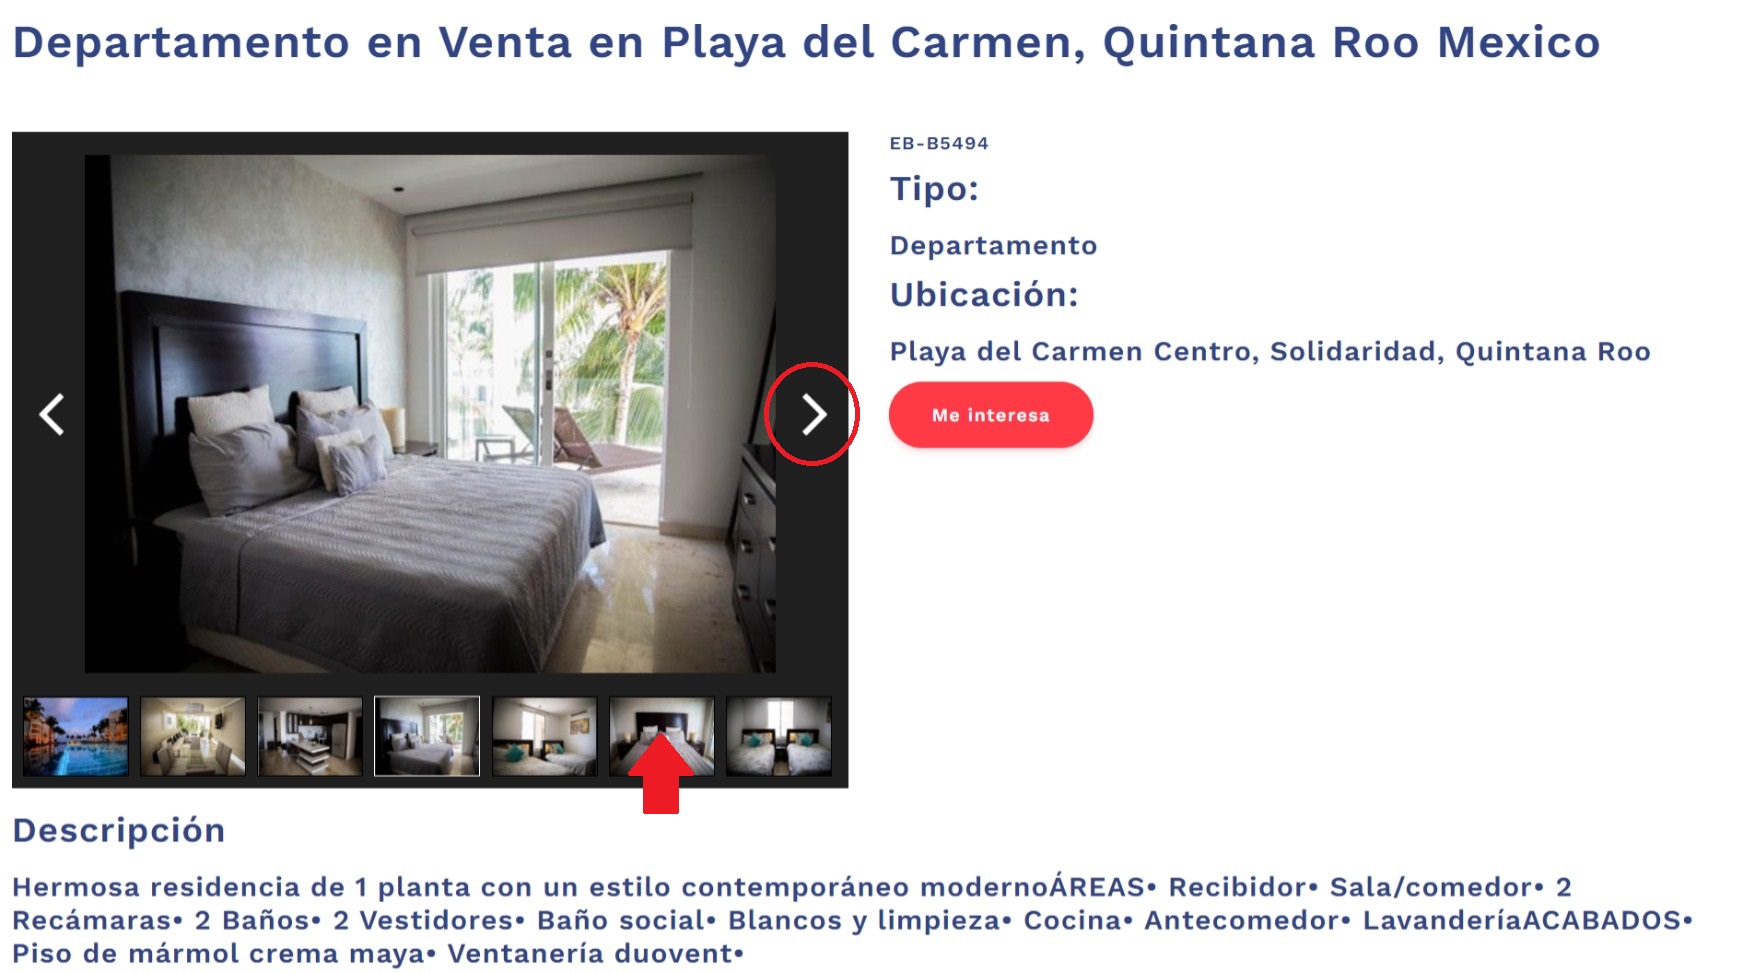 Departamento en Venta en Playa del Carmen, Quintana Roo Mexico
EB-B5494
Tipo:
Departamento
Ubicación:
Playa del Carmen Centro, Solidaridad, Quintana Roo
Me interesa
Descripción
Hermosa residencia de 1 planta con un estilo contemporáneo modernoÁREAS• Recibidor• Sala/comedor• 2
Recámaras• 2 Baños• 2 Vestidores• Baño social• Blancos y limpieza• Cocina• Antecomedor• LavanderíaACABADOS•
Piso de mármol crema maya• Ventanería duovent•